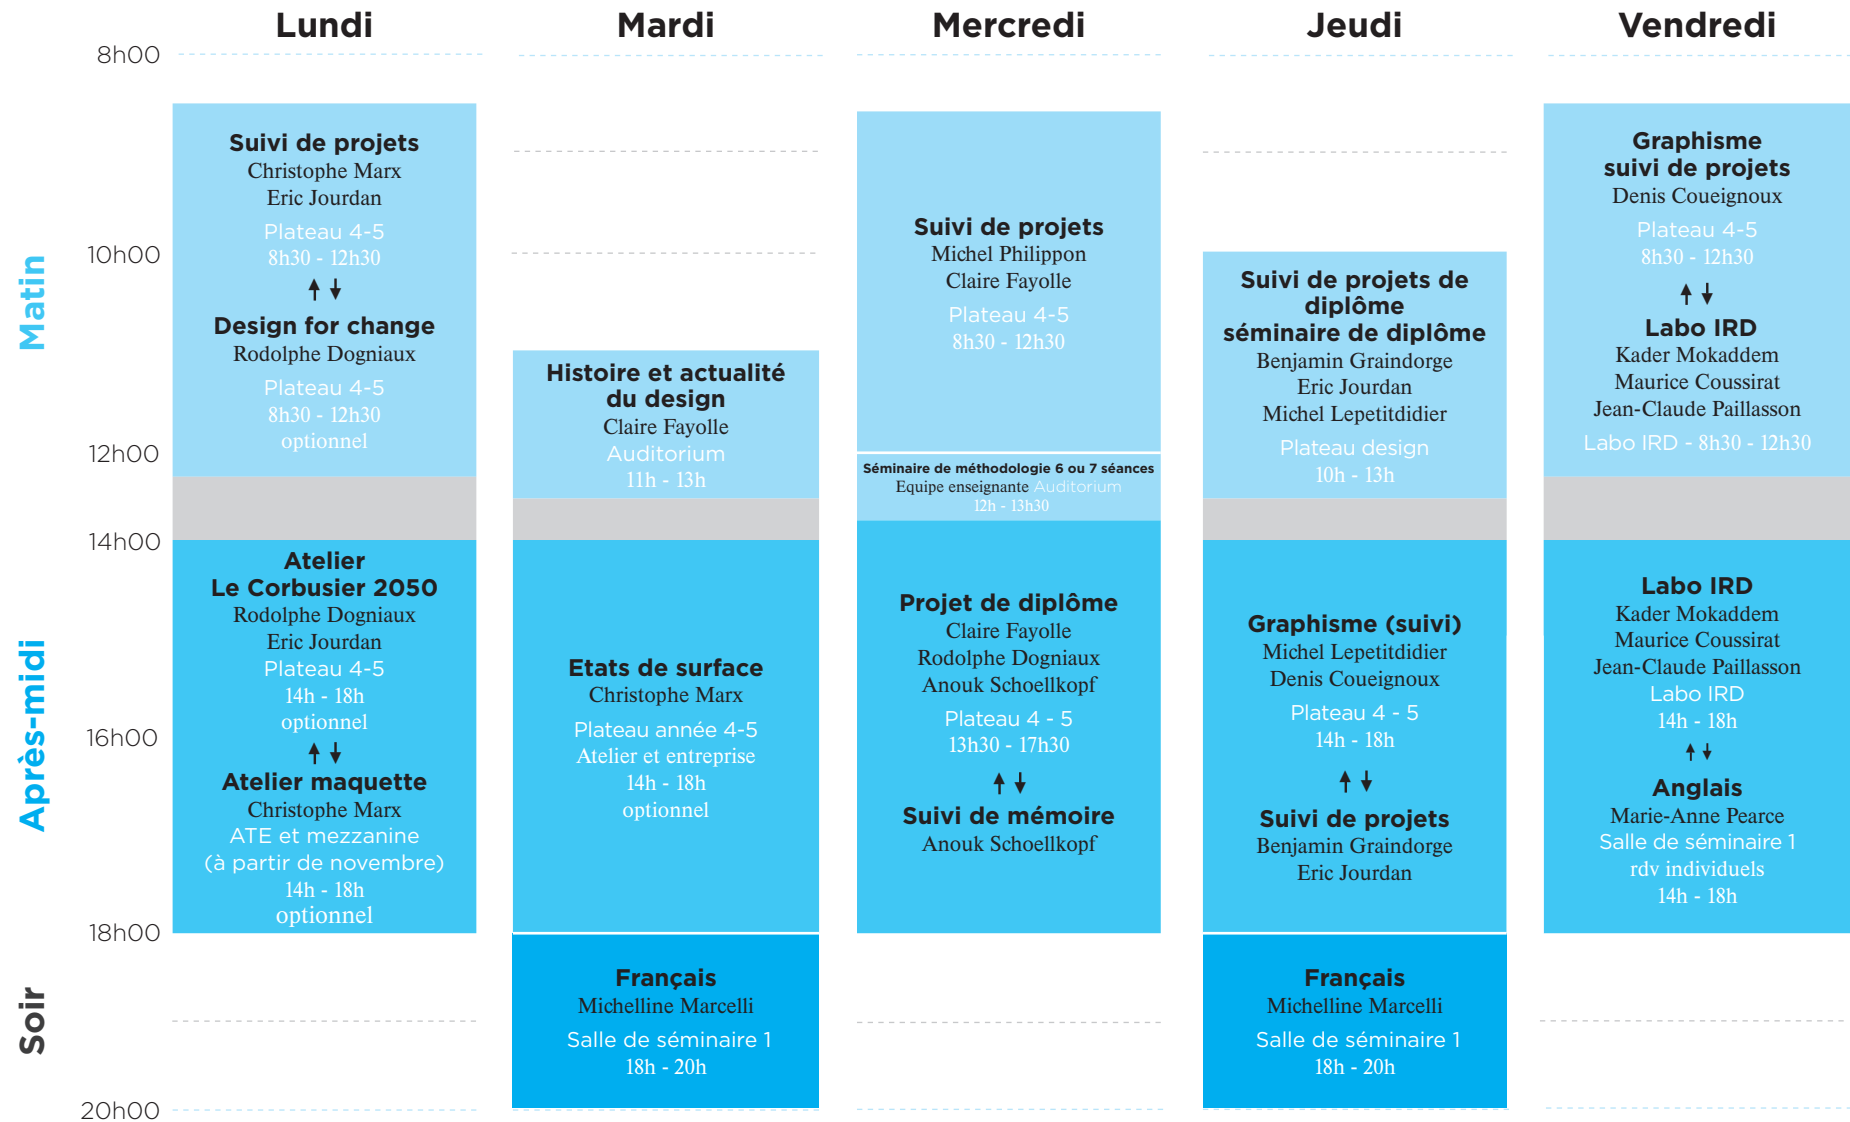 Lundi
Mardi
Mercredi
Jeudi
Vendredi
8h00
10h00
12h00
14h00
16h00
18h00
20h00
Matin
Après-midi
Soir
Suivi de projets
Christophe Marx
Eric Jourdan
Plateau 4-5
8h30 - 12h30
Design for change
Rodolphe Dogniaux
Plateau 4-5
8h30 - 12h30
optionnel
Atelier
Le Corbusier 2050
Rodolphe Dogniaux
Eric Jourdan
Plateau 4-5
14h - 18h
optionnel
Atelier maquette
Christophe Marx
ATE et mezzanine
(à partir de novembre)
14h - 18h
optionnel
Histoire et actualité
du design
Claire Fayolle
Auditorium
11h - 13h
Etats de surface
Christophe Marx
Plateau année 4-5
Atelier et entreprise
14h - 18h
optionnel
Français
Michelline Marcelli
Salle de séminaire 1
18h - 20h
Suivi de projets
Michel Philippon
Claire Fayolle
Plateau 4-5
8h30 - 12h30
Séminaire de méthodologie 6 ou 7 séances
Equipe enseignante Auditorium
12h - 13h30
Projet de diplôme
Claire Fayolle
Rodolphe Dogniaux
Anouk Schoellkopf
Plateau 4 - 5
13h30 - 17h30
Suivi de mémoire
Anouk Schoellkopf
Suivi de projets de
diplôme
séminaire de diplôme
Benjamin Graindorge
Eric Jourdan
Michel Lepetitdidier
Plateau design
10h - 13h
Graphisme (suivi)
Michel Lepetitdidier
Denis Coueignoux
Plateau 4 - 5
14h - 18h
Suivi de projets
Benjamin Graindorge
Eric Jourdan
Français
Michelline Marcelli
Salle de séminaire 1
18h - 20h
Graphisme
suivi de projets
Denis Coueignoux
Plateau 4-5
8h30 - 12h30
Labo IRD
Kader Mokaddem
Maurice Coussirat
Jean-Claude Paillasson
Labo IRD - 8h30 - 12h30
Labo IRD
Kader Mokaddem
Maurice Coussirat
Jean-Claude Paillasson
Labo IRD
14h - 18h
Anglais
Marie-Anne Pearce
Salle de séminaire 1
rdv individuels
14h - 18h